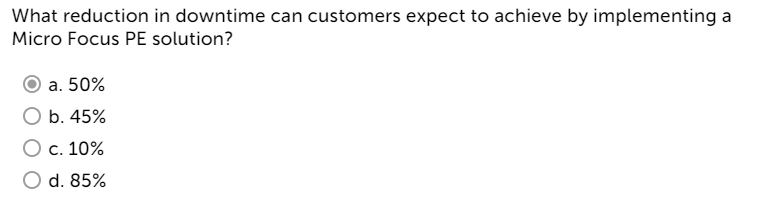 What reduction in downtime can customers expect to achieve by implementing a
Micro Focus PE solution?
a. 50%
b. 45%
c. 10%
d. 85%